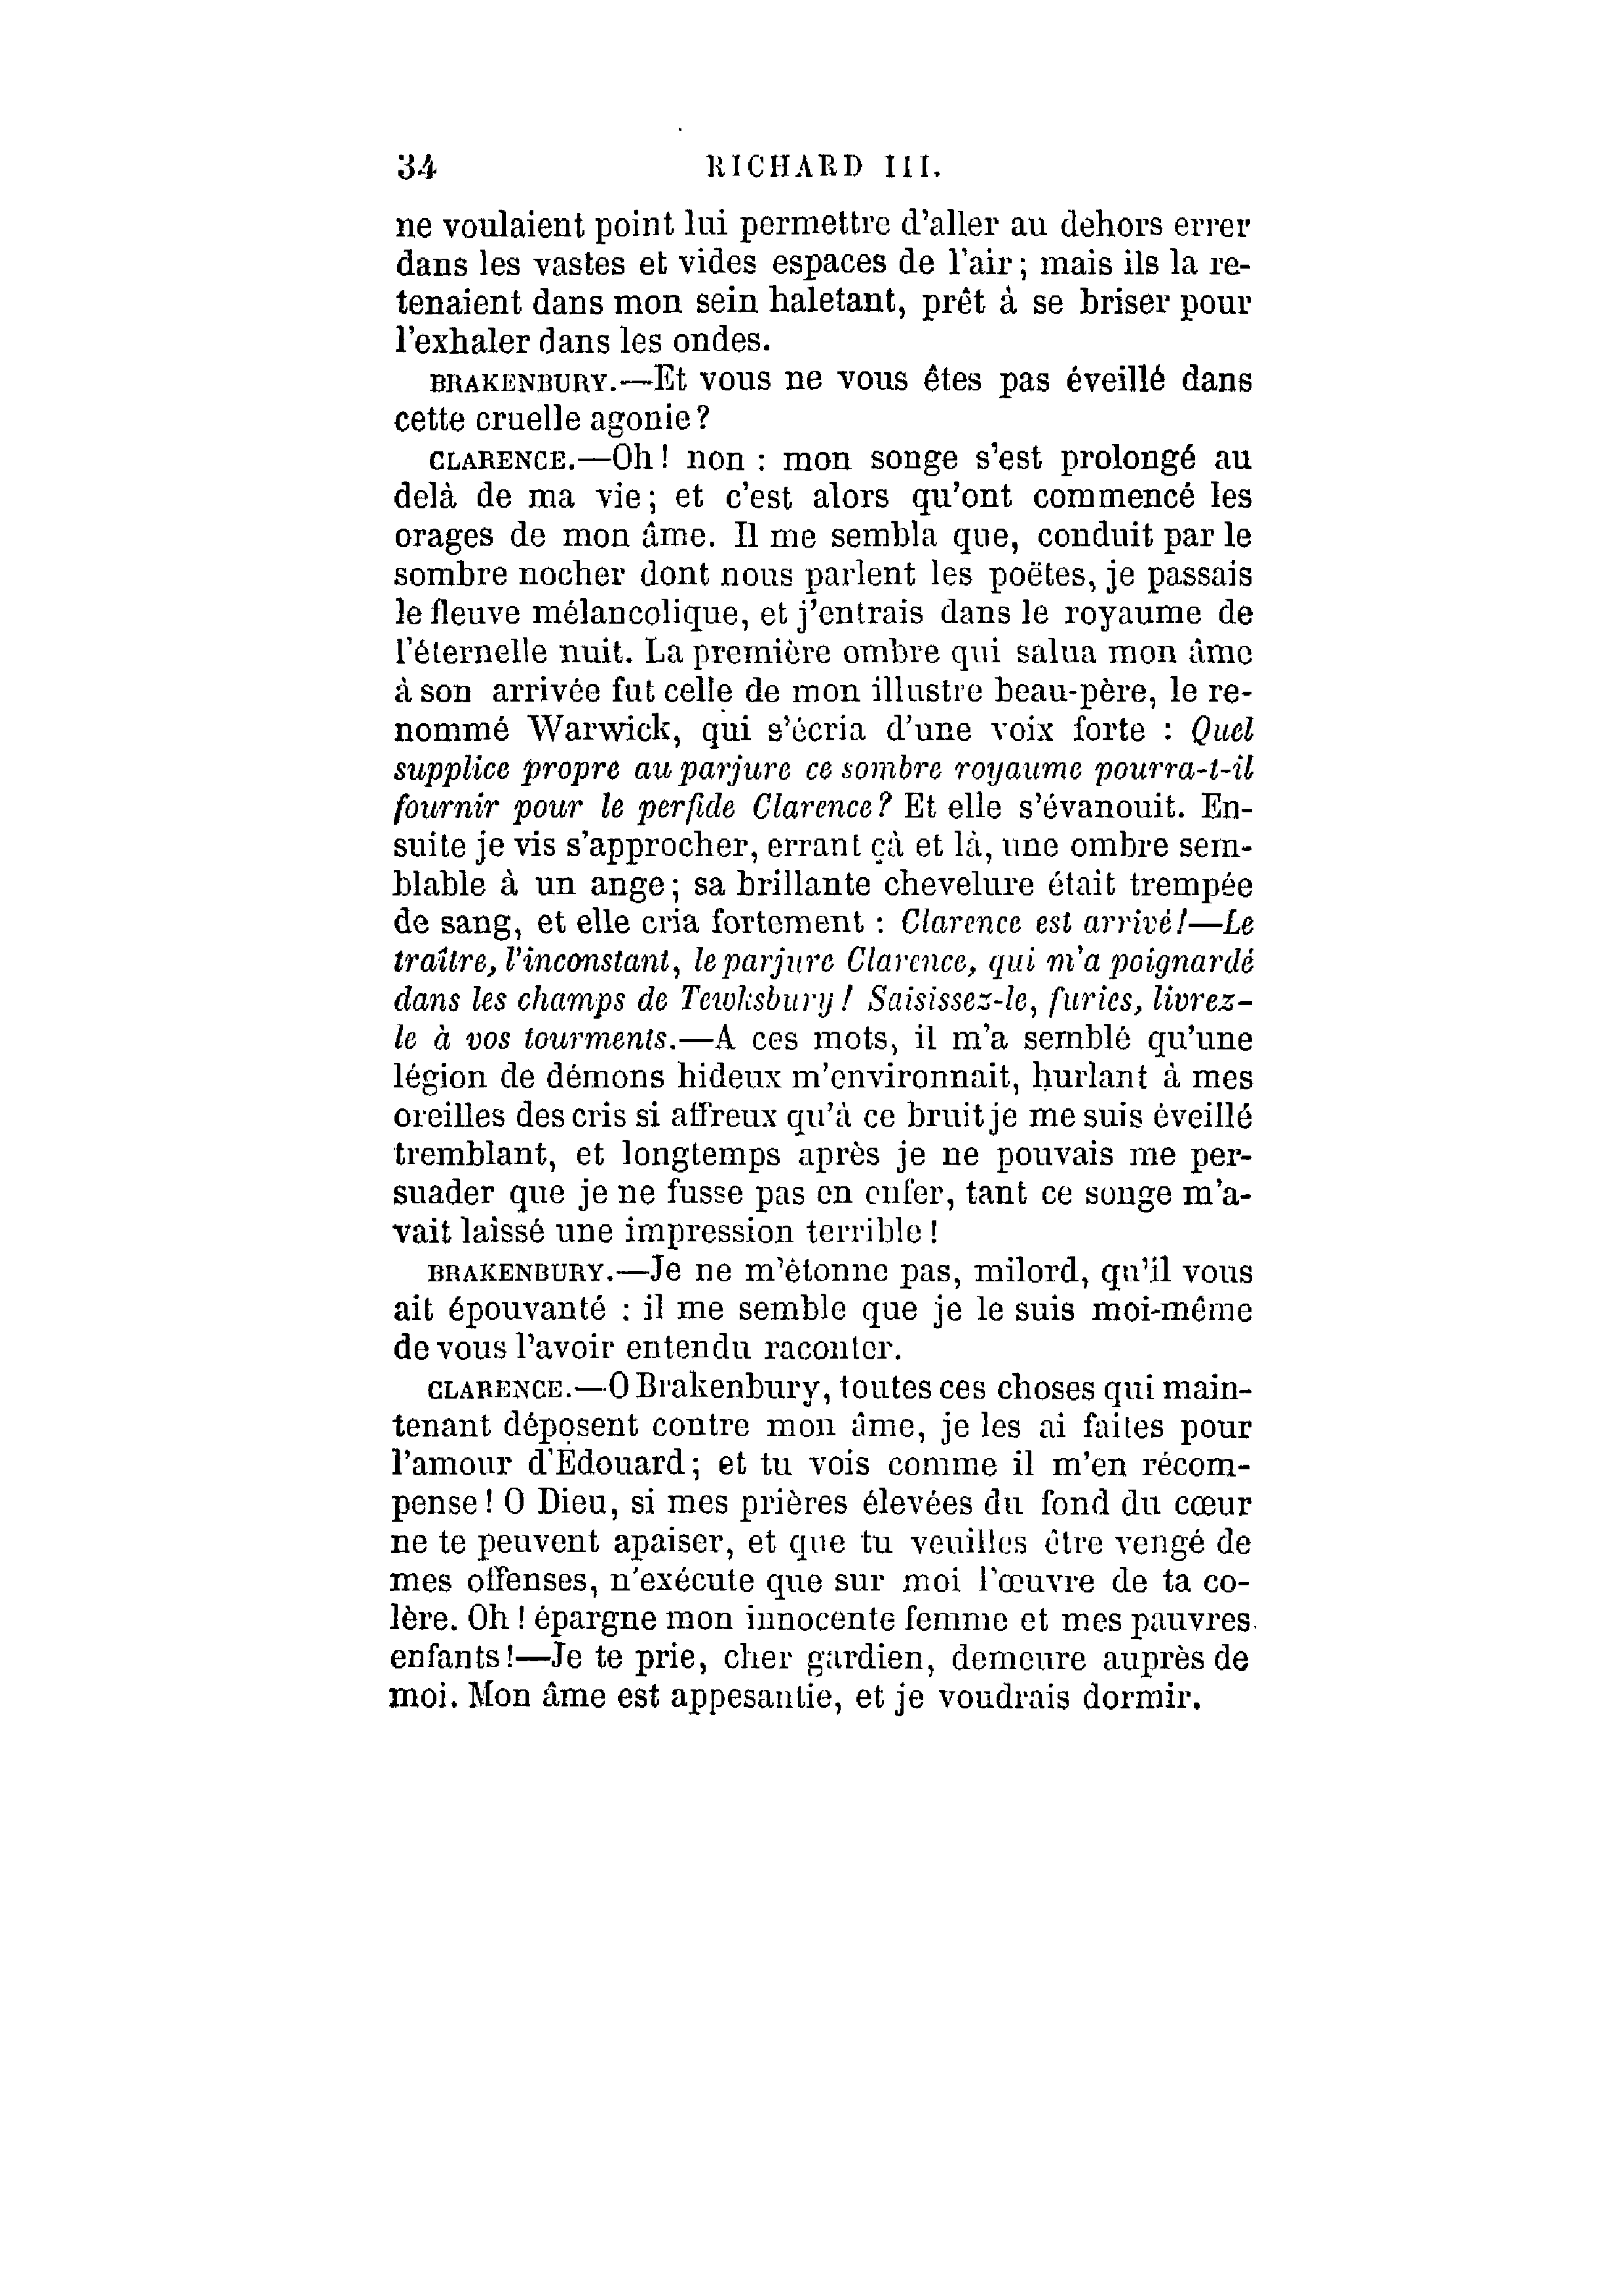 34 RICHARD III.
ne voulaient point lui permettre d'aller au dehors errer
dans les vastes et vides espaces de l'air; mais ils la re-
tenaient dans mon sein haletant, prêt à se briser pour
l'exhaler dans les ondes.
BRAKENBURY.—Et vous ne vous êtes pas éveillé dans
cette cruelle agonie?
CLARENCE.—Oh! non : mon songe s'est prolongé au
delà de ma vie; et c'est alors qu'ont commencé les
orages de mon âme. Il me sembla que, conduit par le
sombre nocher dont nous parlent les poëtes, je passais
le fleuve mélancolique, et j'entrais dans le royaume de
l'éternelle nuit. La première ombre qui salua mon âme
à son arrivée fut celle de mon illustre beau-père, le re-
nommé Warwick, qui s'écria d'une voix forte : Quel
supplice propre au parjure ce sombre royaume pourra-t-il
fournir pour le perfide Clarence? Et elle s'évanouit. En-
suite je vis s'approcher, errant çà et là, une ombre sem-
blable à un ange; sa brillante chevelure était trempée
de sang, et elle cria fortement : Clarence est arrivé!—Le
traître, l'inconstant, le parjure Clarence, qui m'a poignardé
dans les champs de Tewksbury! Saisissez-le, furies, livrez-
le à vos tourments.—A ces mots, il m'a semblé qu'une
légion de démons hideux m'environnait, hurlant à mes
oreilles des cris si affreux qu'à ce bruit je me suis éveillé
tremblant, et longtemps après je ne pouvais me per-
suader que je ne fusse pas en enfer, tant ce songe m'a-
vait laissé une impression terrible!
BRAKENBURY.—Je ne m'étonne pas, milord, qu'il vous
ait épouvanté : il me semble que je le suis moi-même
de vous l'avoir entendu raconter.
CLARENCE.—O Brakenbury, toutes ces choses qui main-
tenant déposent contre mon âme, je les ai faites pour
l'amour d'Édouard; et tu vois comme il m'en récom-
pense! O Dieu, si mes prières élevées du fond du cœur
ne te peuvent apaiser, et que tu veuilles être vengé de
mes offenses, n'exécute que sur moi l'œuvre de ta co-
lère. Oh! épargne mon innocente femme et mes pauvres
enfants!—Je te prie, cher gardien, demeure auprès de
moi. Mon âme est appesantie, et je voudrais dormir.